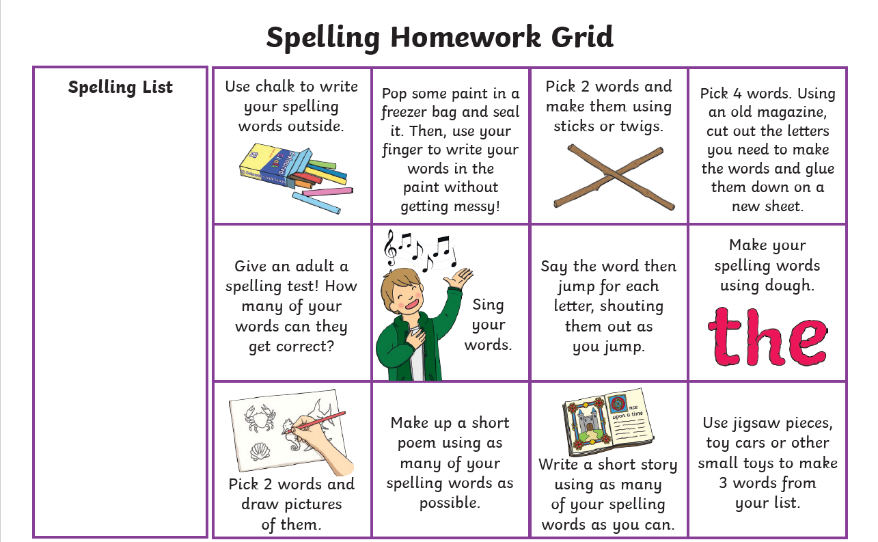 Spelling Homework Grid
Spelling List
Use chalk to write
your spelling
words outside.
Pop some paint in a
freezer bag and seal
it. Then, use your
finger to write your
words in the
paint without
getting messy!
Pick 2 words and
make them using
sticks or twigs.
Pick 4 words. Using
an old magazine,
cut out the letters
you need to make
the words and glue
them down on a
new sheet.
Give an adult a
spelling test! How
many of your
words can they
get correct?
Sing
your
words.
Say the word then
jump for each
letter, shouting
them out as
you jump.
Make your
spelling words
using dough.
the
Pick 2 words and
draw pictures
of them.
Make up a short
poem using as
many of your
spelling words as
possible.
upon a time
Write a short story
using as many
of your spelling
words as you can.
Use jigsaw pieces,
toy cars or other
small toys to make
3 words from
your list.